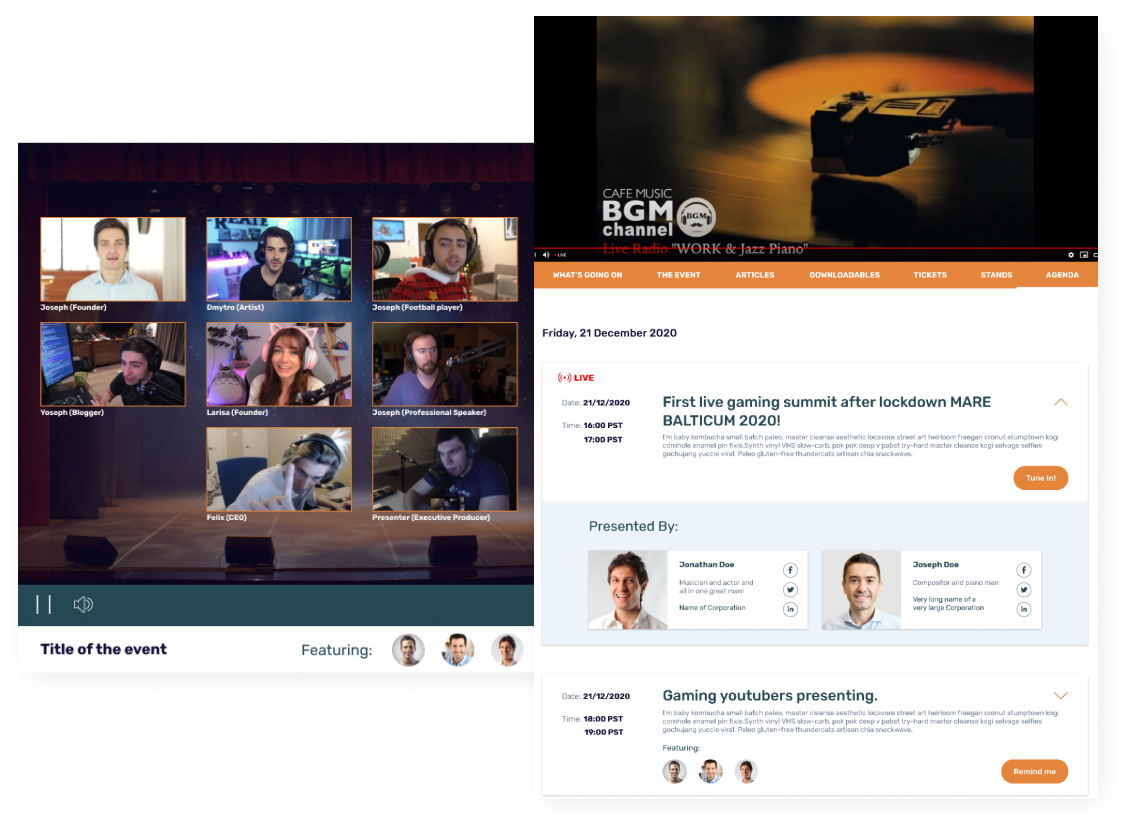 Joseph (Founder)
Dmytro (Artist)
Joseph (Football player)
Yoseph (Blogger)
Larisa (Founder)
Joseph (Professional Speaker)
Felix (CEO)
Presenter (Executive Producer)
Title of the event
Featuring:
CAFE MUSIC
BGM
channel
BGM
Live Radio "WORK & Jazz Piano"
LIVE
WHAT'S GOING ON
THE EVENT
ARTICLES
DOWNLOADABLES
TICKETS
STANDS
AGENDA
Friday, 21 December 2020
LIVE
Date: 21/12/2020
Time: 16:00 PST
17:00 PST
First live gaming summit after lockdown MARE
BALTICUM 2020!
I'm baby kombucha small batch paleo, master cleanse aesthetic locavore street art heirloom freegan cronut stumptown kogi
cornhole enamel pin fixie.Synth vinyl VHS slow-carb, pok pok deep v pabst try-hard master cleanse kogi selvage selfies
gochujang yuccie viral. Paleo gluten-free thundercats artisan chia snackwave.
Tune In!
Presented By:
Jonathan Doe
Musician and actor and
all in one great man!
Name of Corporation
Joseph Doe
Compositor and piano man
Very long name of a
very large Corporation
Date: 21/12/2020
Time: 18:00 PST
19:00 PST
Gaming youtubers presenting.
I'm baby kombucha small batch paleo, master cleanse aesthetic locavore street art heirloom freegan cronut stumptown kogi
cornhole enamel pin fixie.Synth vinyl VHS slow-carb, pok pok deep v pabst try-hard master cleanse kogi selvage selfies
gochujang yuccie viral. Paleo gluten-free thundercats artisan chia snackwave.
Featuring:
Remind me